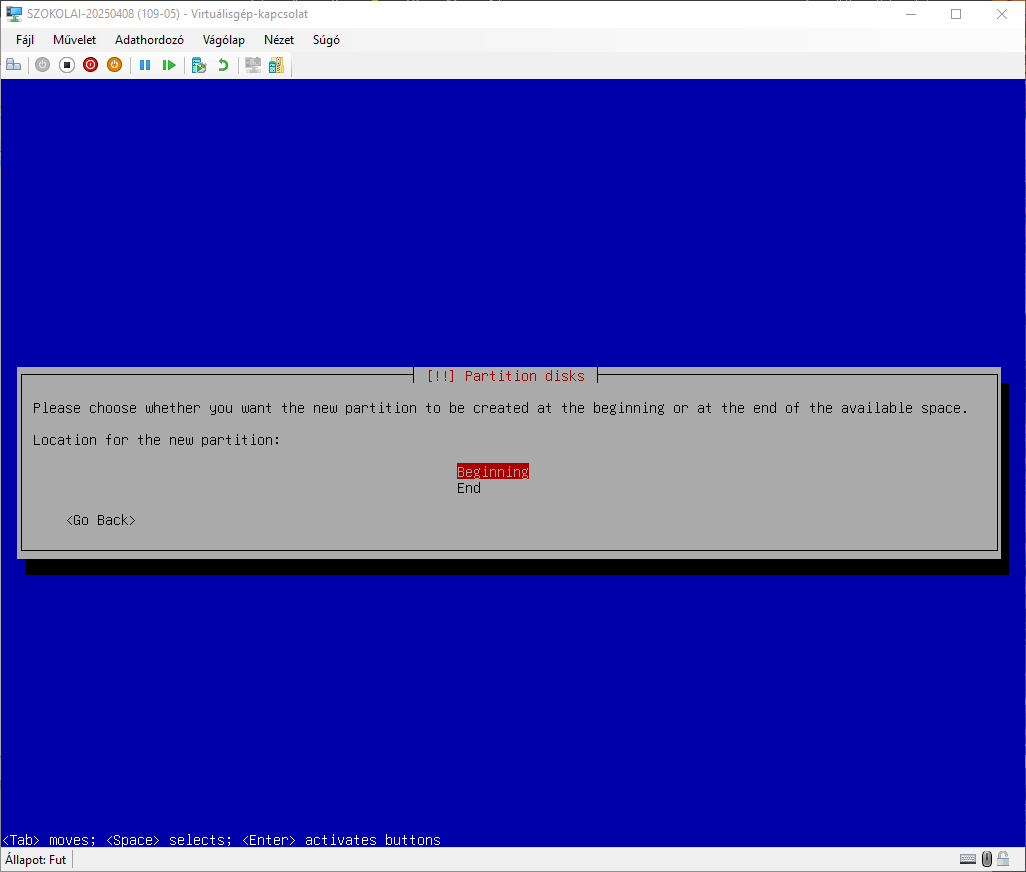 SZOKOLAI-20250408 (109-05) - Virtuálisgép-kapcsolat
Fájl Művelet Adathordozó Vágólap Nézet Súgó
[!!] Partition disks
Please choose whether you want the new partition to be created at the beginning or at the end of the available space.
Location for the new partition:
Beginning
End
<Go Back>
<Tab> moves; <Space> selects; <Enter> activates buttons
Állapot: Fut